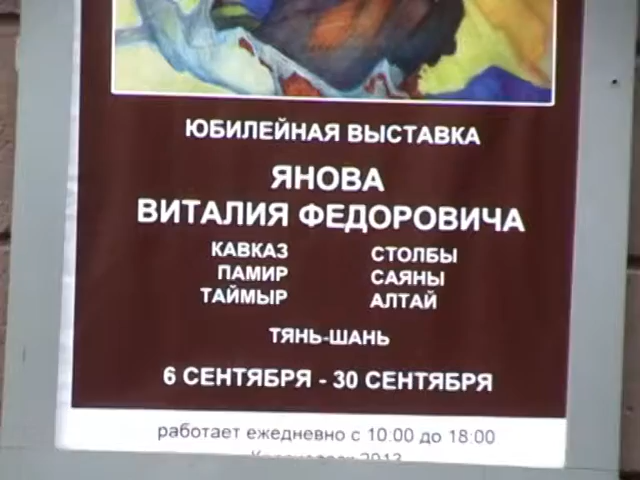 ЮБИЛЕЙНАЯ ВЫСТАВКА
ЯНОВА
ВИТАЛИЯ ФЕДОРОВИЧА
КАВКАЗ СТОЛБЫ
ПАМИР САЯНЫ
ТАЙМЫР АЛТАЙ
ТЯНЬ-ШАНЬ
6 СЕНТЯБРЯ - 30 СЕНТЯБРЯ
работает ежедневно с 10:00 до 18:00
2013